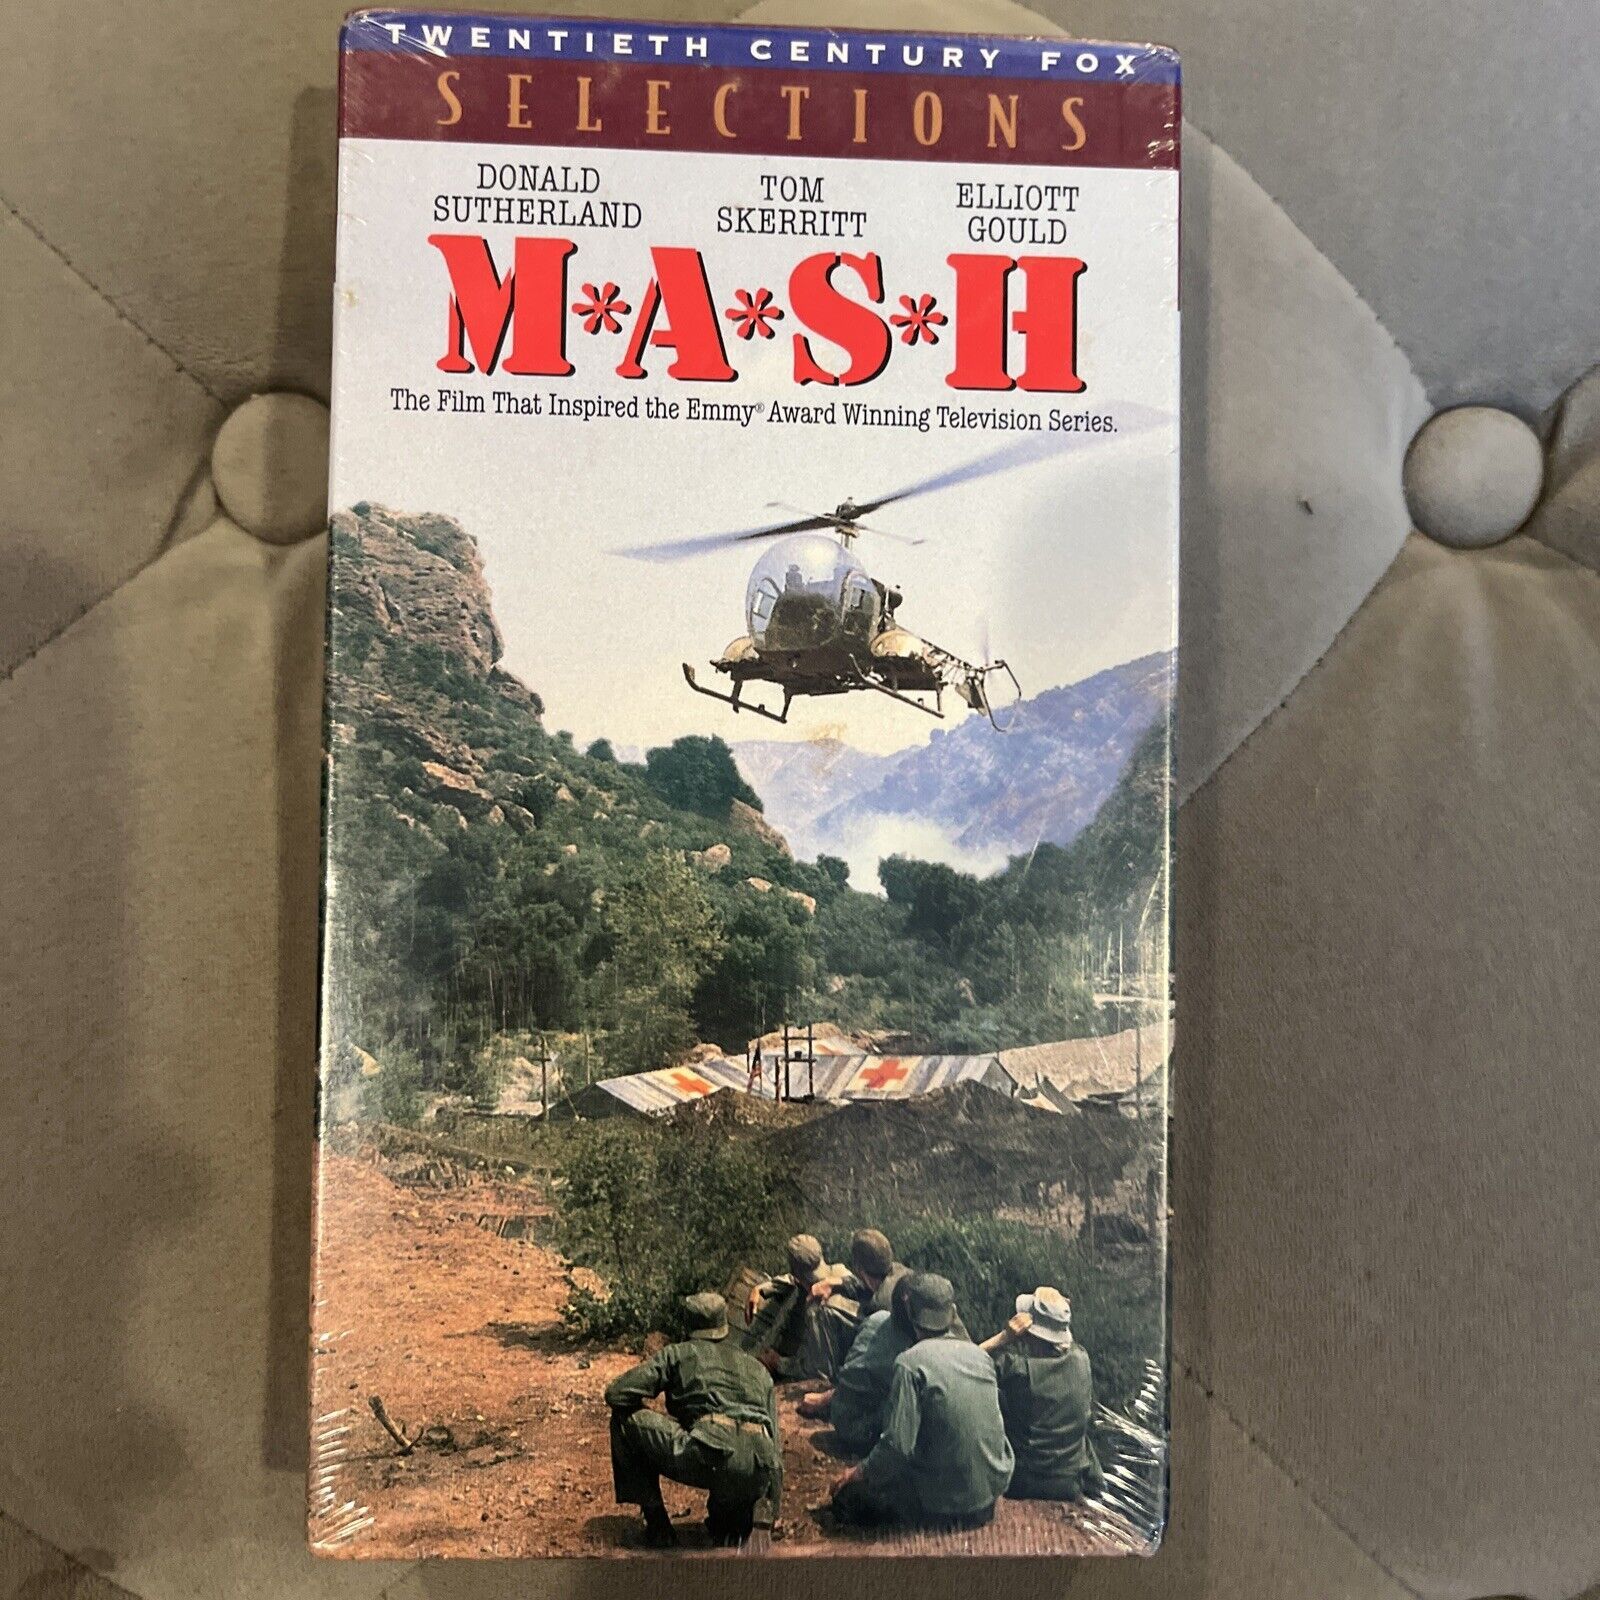 TWENTIETH CENTURY FOX
SELECTIONS
DONALD SUTHERLAND
TOM SKERRITT
ELLIOTT GOULD
M*A*S*H
The Film That Inspired the Emmy® Award Winning Television Series.